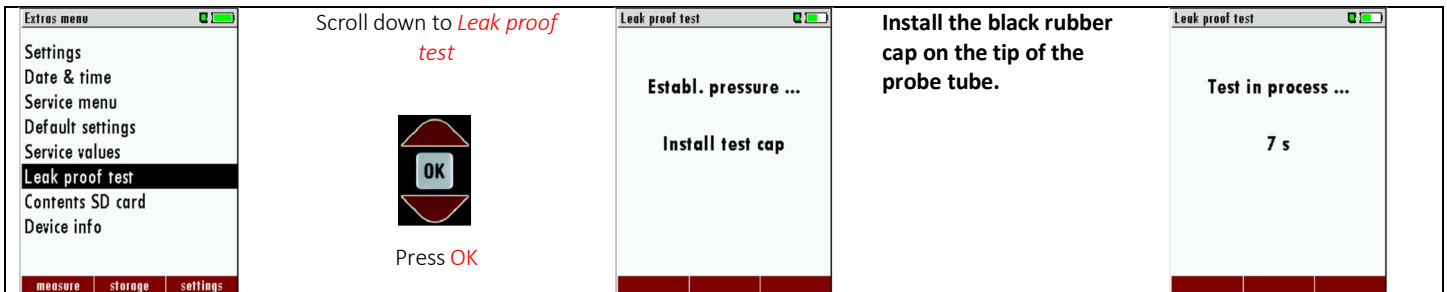 Extras menu
Settings
Date & time
Service menu
Default settings
Service values
Leak proof test
Contents SD card
Device info
measure storage settings
Scroll down to Leak proof
test
OK
Press OK
Leak proof test
Establ. pressure ...
Install test cap
Install the black rubber
cap on the tip of the
probe tube.
Leak proof test
Test in process ...
7 s